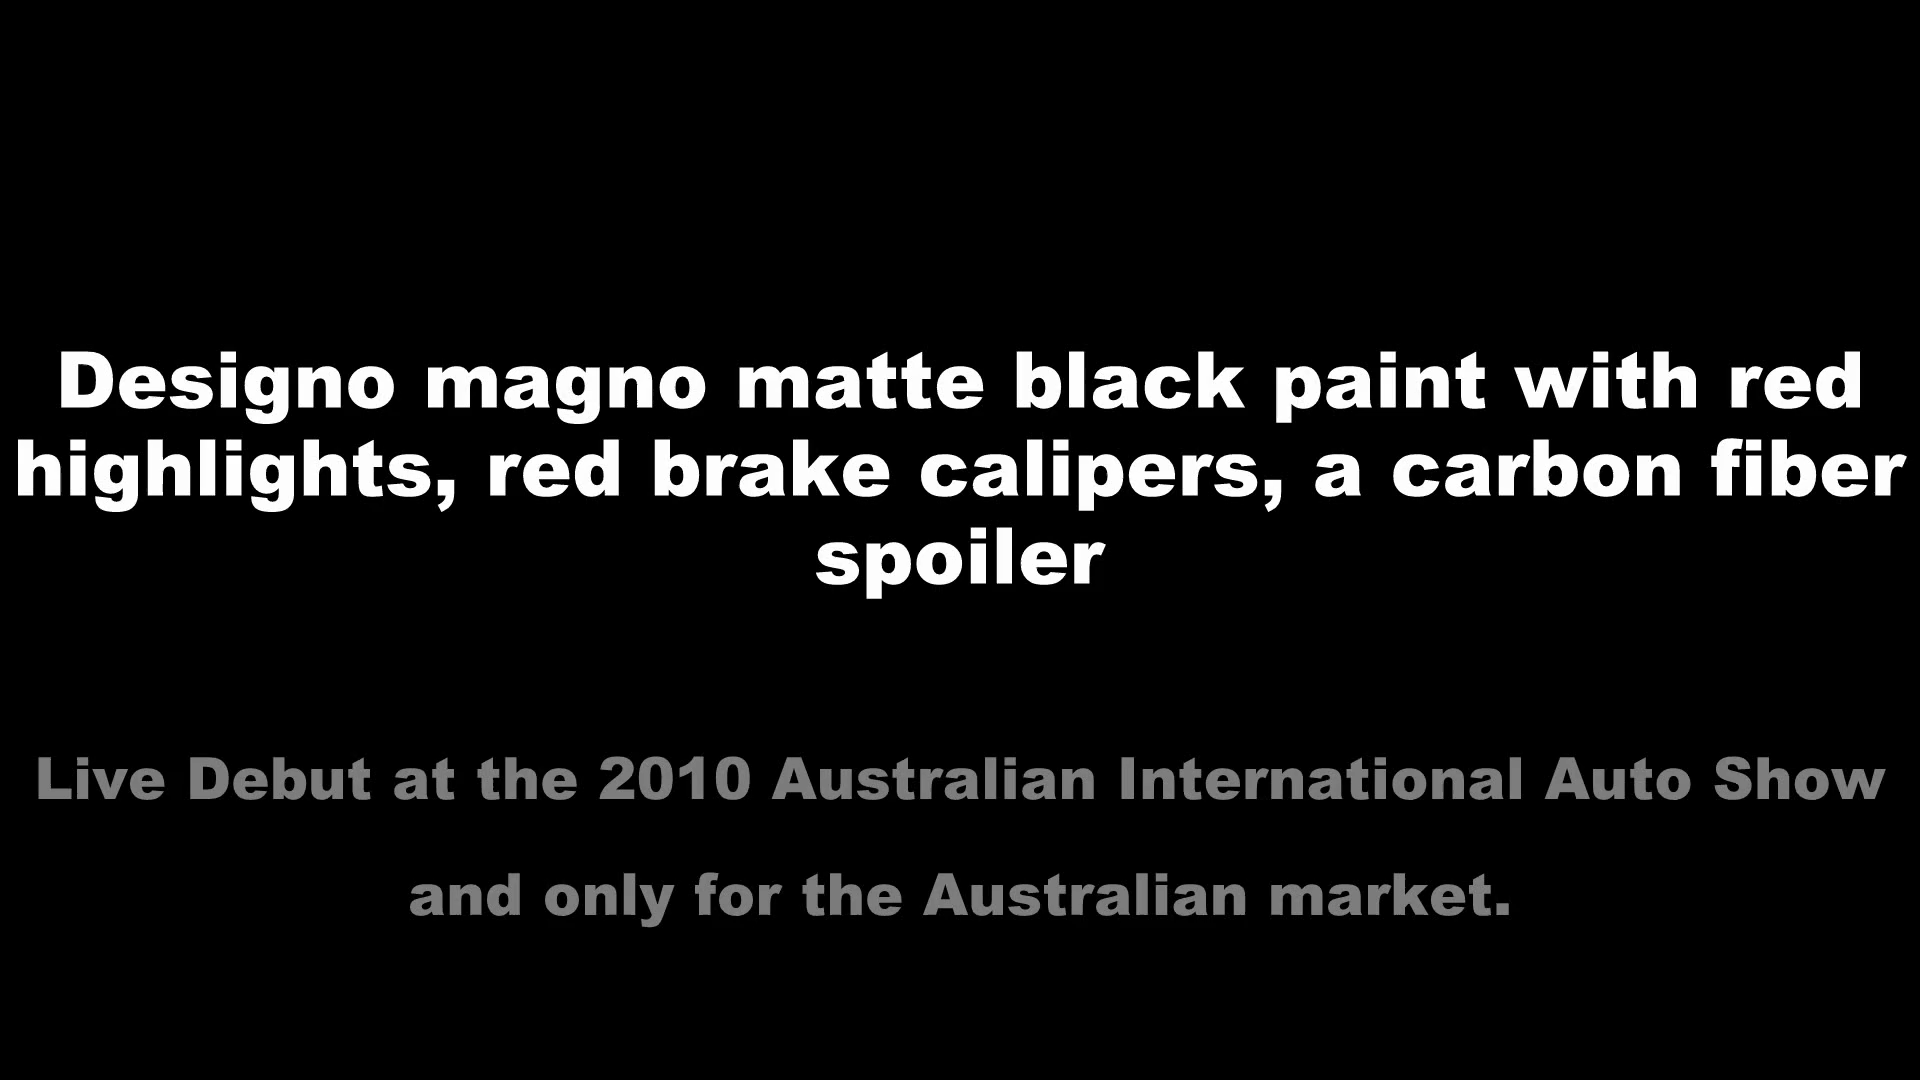 Designo magno matte black paint with red
highlights, red brake calipers, a carbon fiber
spoiler
Live Debut at the 2010 Australian International Auto Show
and only for the Australian market.